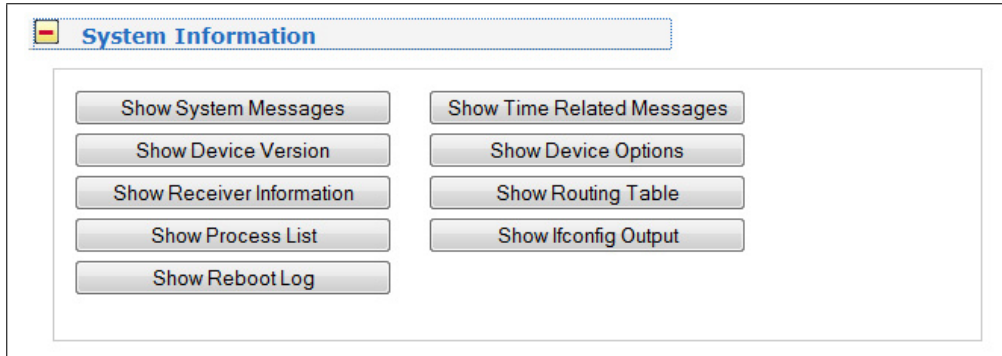 System Information
Show System Messages
Show Time Related Messages
Show Device Version
Show Device Options
Show Receiver Information
Show Routing Table
Show Process List
Show Ifconfig Output
Show Reboot Log